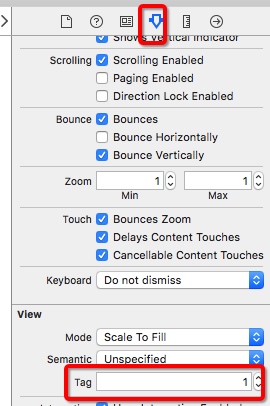 Shows Vertical Indicator
Scrolling Scrolling Enabled
Paging Enabled
Direction Lock Enabled
Bounce Bounces
Bounce Horizontally
Bounce Vertically
Zoom 1 1
Min Max
Touch Bounces Zoom
Delays Content Touches
Cancellable Content Touches
Keyboard Do not dismiss
View
Mode Scale To Fill
Semantic Unspecified
Tag 1